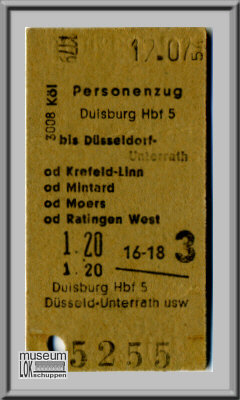 17.07
3008 Köl
Personenzug
Duisburg Hbf 5
bis Düsseldorf-
Unterrath
od Krefeld-Linn
od Mintard
od Moers
od Ratingen West
1.20 16-18 3
1.20
Duisburg Hbf 5
Düsseld-Unterrath usw
5255
museum
LOK
schuppen